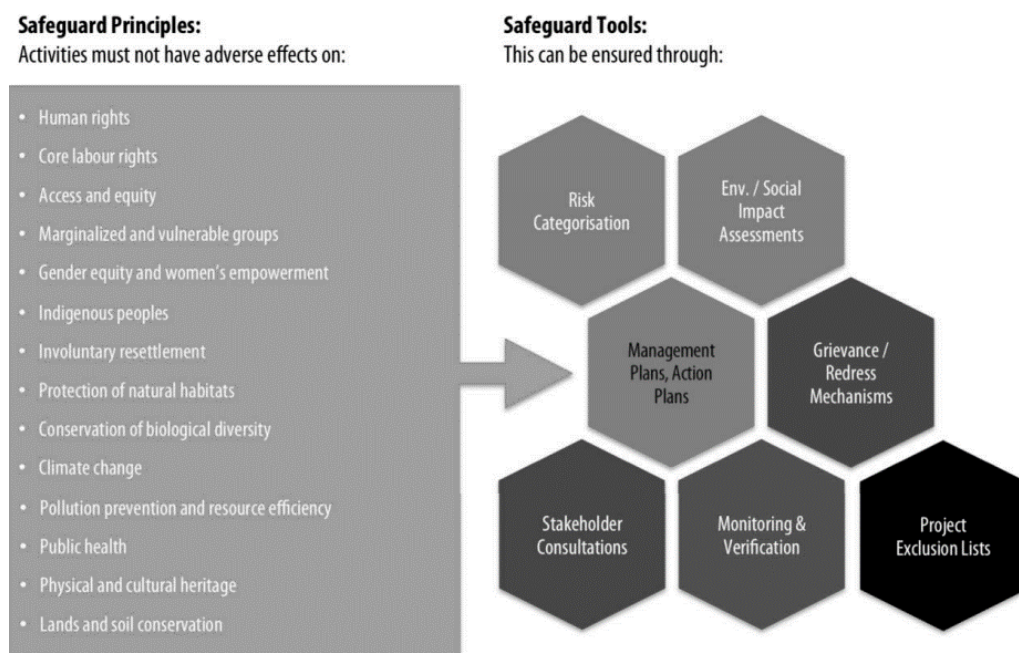 Safeguard Principles:
Activities must not have adverse effects on:
• Human rights
• Core labour rights
• Access and equity
• Marginalized and vulnerable groups
• Gender equity and women's empowerment
• Indigenous peoples
• Involuntary resettlement
• Protection of natural habitats
• Conservation of biological diversity
• Climate change
• Pollution prevention and resource efficiency
• Public health
• Physical and cultural heritage
• Lands and soil conservation
Safeguard Tools:
This can be ensured through:
Risk
Categorisation
Env. / Social
Impact
Assessments
Management
Plans, Action
Plans
Grievance /
Redress
Mechanisms
Stakeholder
Consultations
Monitoring &
Verification
Project
Exclusion Lists